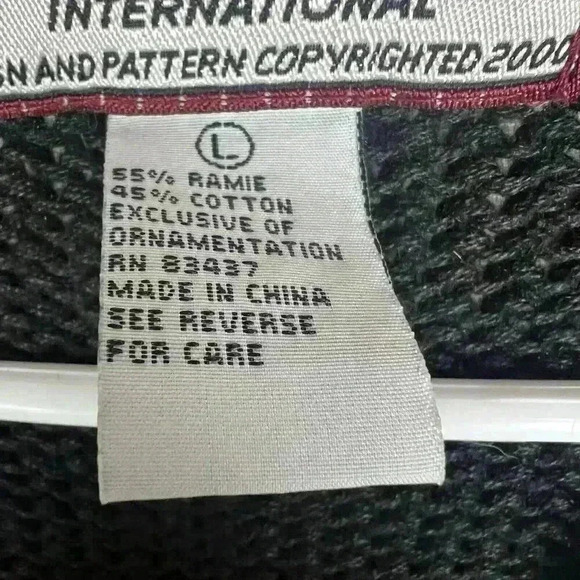 INTERNATIONAL
AND PATTERN COPYRIGHTED 2000
L
55% RAMIE
45% COTTON
EXCLUSIVE OF
ORNAMENTATION
RN 83437
MADE IN CHINA
SEE REVERSE
FOR CARE